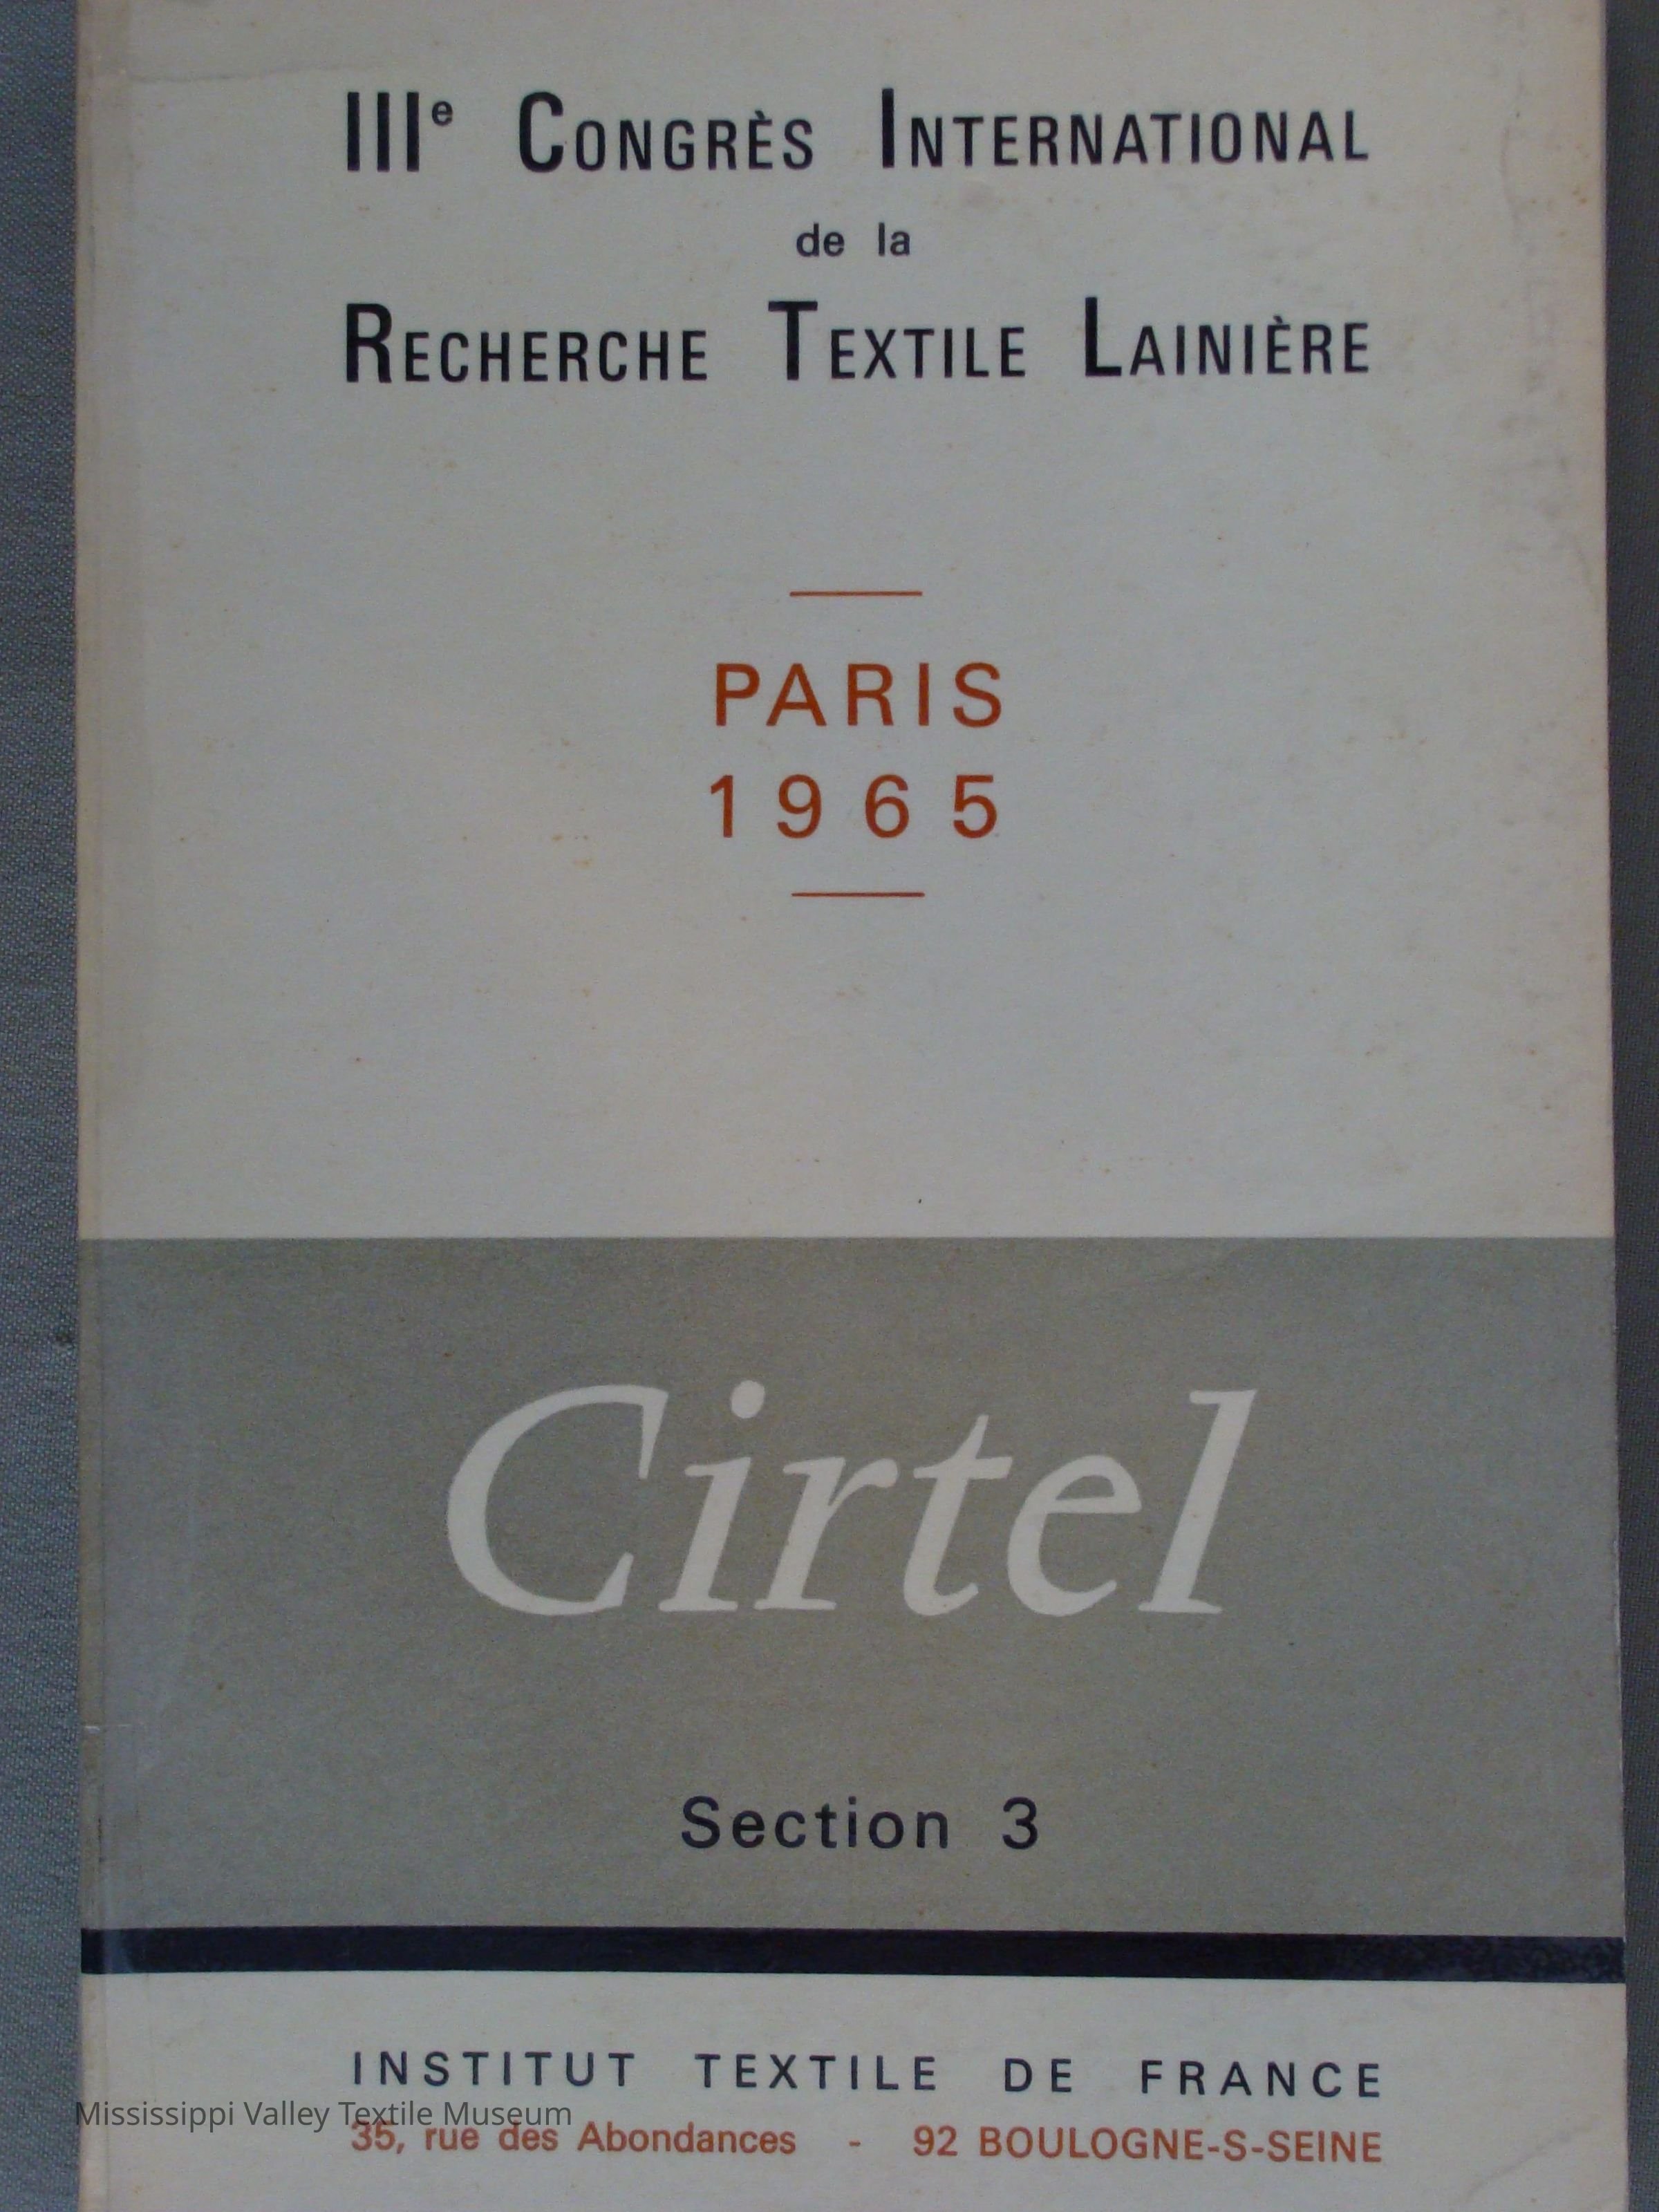 IIIe CONGRÈS INTERNATIONAL
de la
RECHERCHE TEXTILE LAINIÈRE
PARIS
1965
Cirtel
Section 3
INSTITUT TEXTILE DE FRANCE
Mississippi Valley Textile Museum
35, rue des Abondances - 92 BOULOGNE-S-SEINE